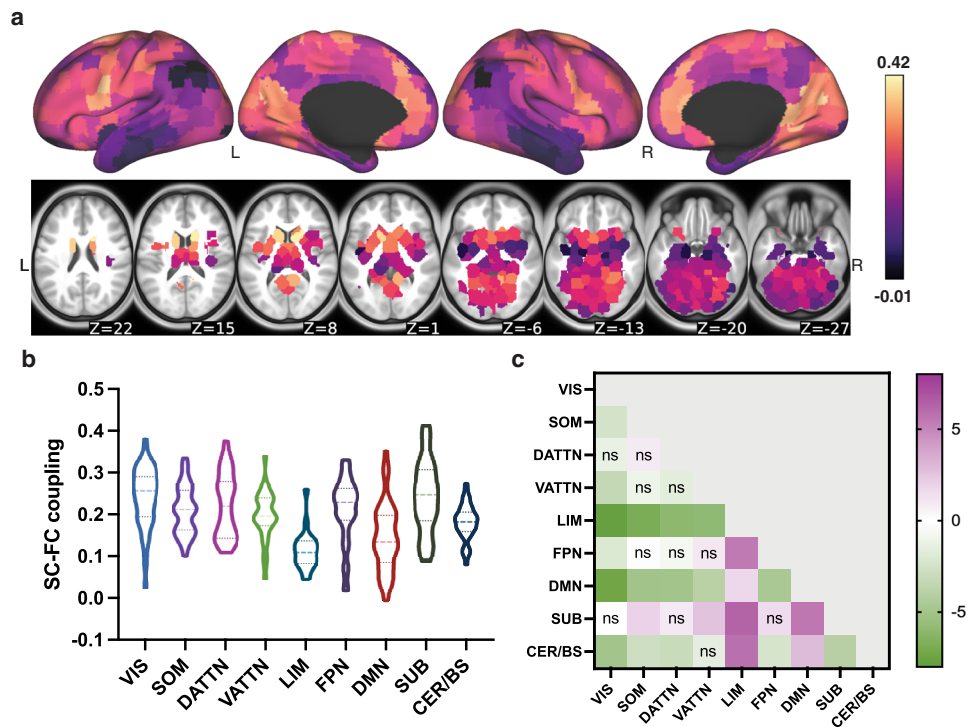 a
0.42
L
R
L
R
-0.01
Z=22 Z=15 Z=8 Z=1 Z=-6 Z=-13 Z=-20 Z=-27
b
SC-FC coupling
0.5
0.4
0.3
0.2
0.1
0.0
-0.1
VIS SOM DATTN VATTN LIM FPN DMN SUB CER/BS
c
VIS
SOM
DATTN ns ns
VATTN ns ns
LIM
FPN ns ns ns
DMN
SUB ns ns ns
CER/BS ns
VIS SOM DATTN VATTN LIM FPN DMN SUB CER/BS
5
0
-5